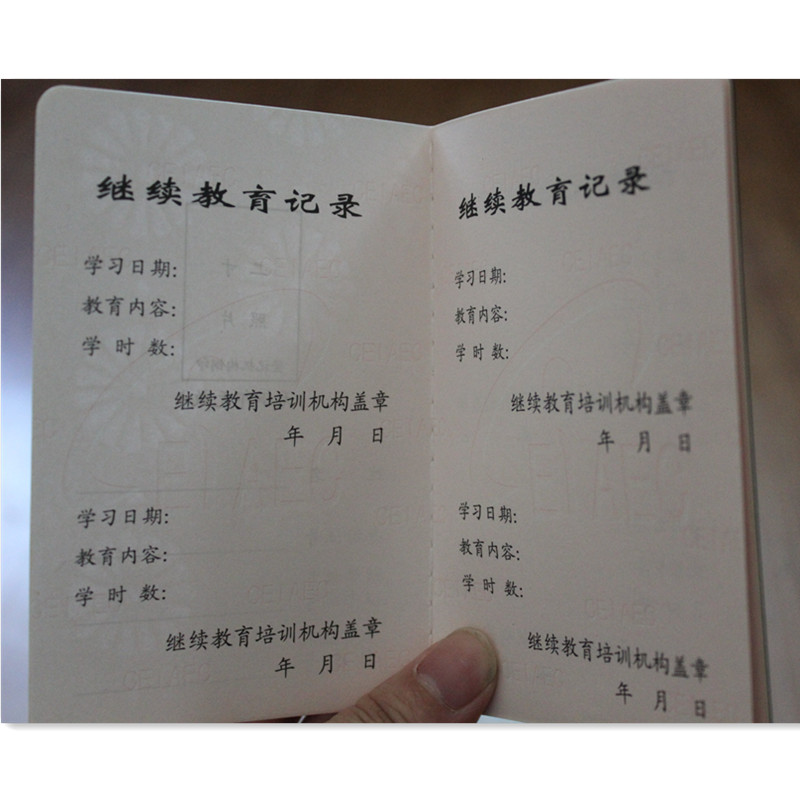 继续教育记录
学习日期:
教育内容:
学 时 数:
继续教育培训机构盖章
年 月 日
学习日期:
教育内容:
学 时 数:
继续教育培训机构盖章
年 月 日
继续教育记录
学习日期:
教育内容:
学 时 数:
继续教育培训机构盖章
年 月 日
学习日期:
教育内容:
学 时 数:
继续教育培训机构盖章
年 月 日